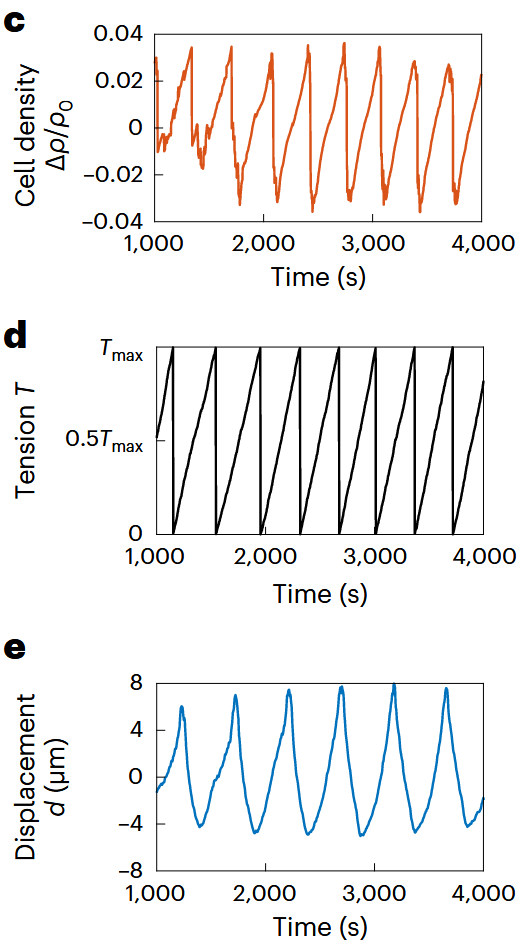 c
Cell density
Δρ/ρ0
0.04
0.02
0
−0.02
−0.04
1,000 2,000 3,000 4,000
Time (s)
d
Tension T
Tmax
0.5Tmax
0
1,000 2,000 3,000 4,000
Time (s)
e
Displacement
d (μm)
8
4
0
−4
−8
1,000 2,000 3,000 4,000
Time (s)